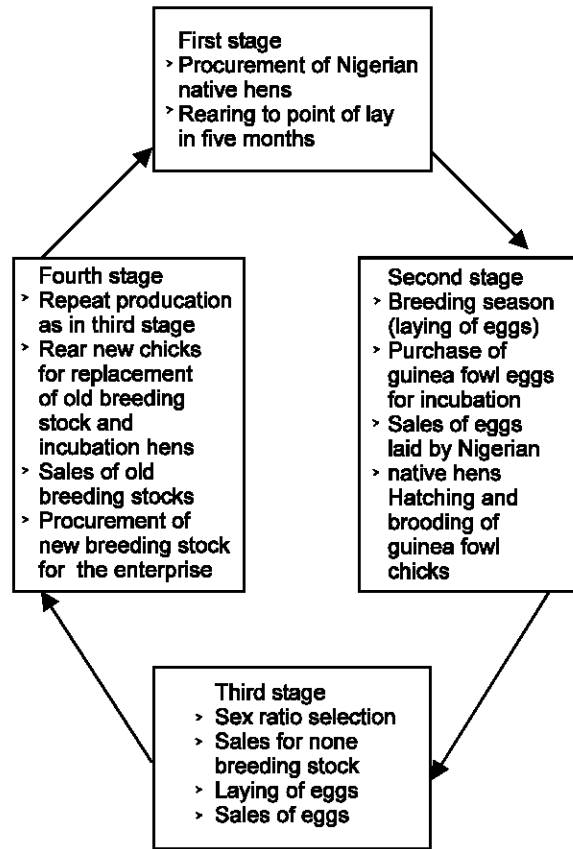 First stage
> Procurement of Nigerian
native hens
> Rearing to point of lay
in five months
Second stage
> Breeding season
(laying of eggs)
> Purchase of
guinea fowl eggs
for incubation
> Sales of eggs
laid by Nigerian
> native hens
Hatching and
brooding of
guinea fowl
chicks
Third stage
> Sex ratio selection
> Sales for none
breeding stock
> Laying of eggs
> Sales of eggs
Fourth stage
> Repeat producation
as in third stage
> Rear new chicks
for replacement
of old breeding
stock and
incubation hens
> Sales of old
breeding stocks
> Procurement of
new breeding stock
for the enterprise